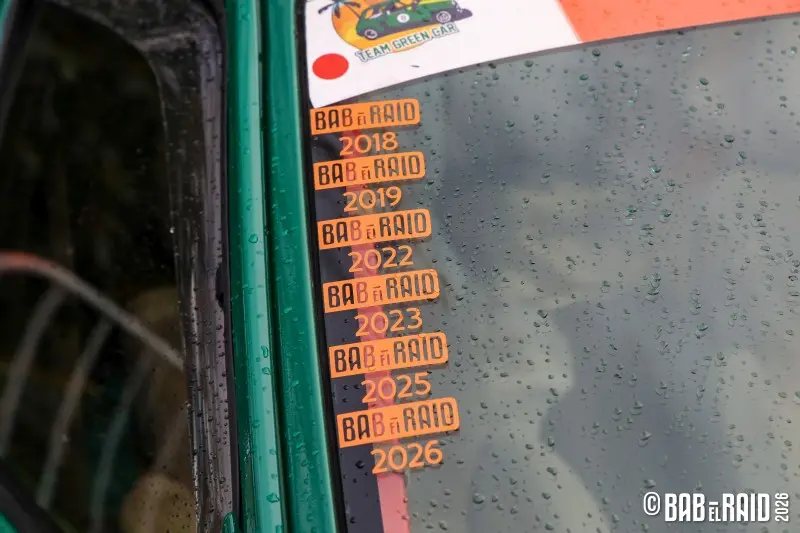 TEAM GREEN CAR
BAB EL RAID
2018
BAB EL RAID
2019
BAB EL RAID
2022
BAB EL RAID
2023
BAB EL RAID
2025
BAB EL RAID
2026
© BAB EL RAID 2026